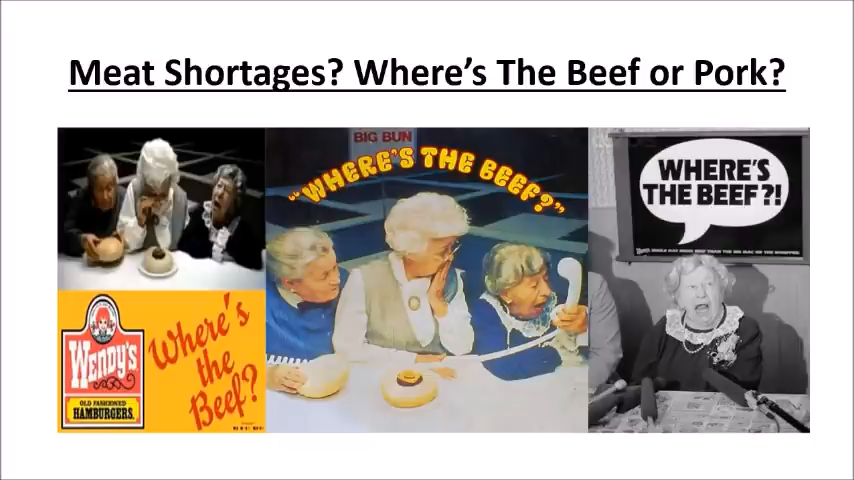 Meat Shortages? Where's The Beef or Pork?
BIG BUN
"WHERE'S THE BEEF?"
WHERE'S
THE BEEF?!
Wendy's
OLD FASHIONED
HAMBURGERS.
Where's
the
Beef?